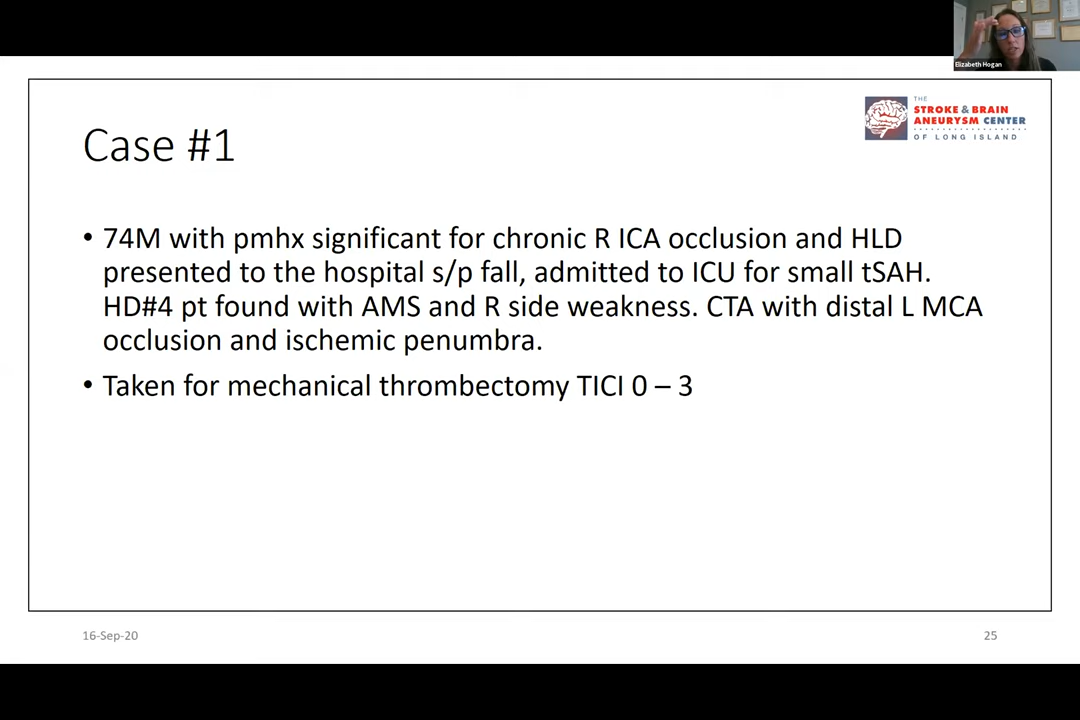 Elizabeth Hogan
THE
STROKE & BRAIN
ANEURYSM CENTER
OF LONG ISLAND
Case #1
• 74M with pmhx significant for chronic R ICA occlusion and HLD
presented to the hospital s/p fall, admitted to ICU for small tSAH.
HD#4 pt found with AMS and R side weakness. CTA with distal L MCA
occlusion and ischemic penumbra.
• Taken for mechanical thrombectomy TICI 0 – 3
16-Sep-20
25